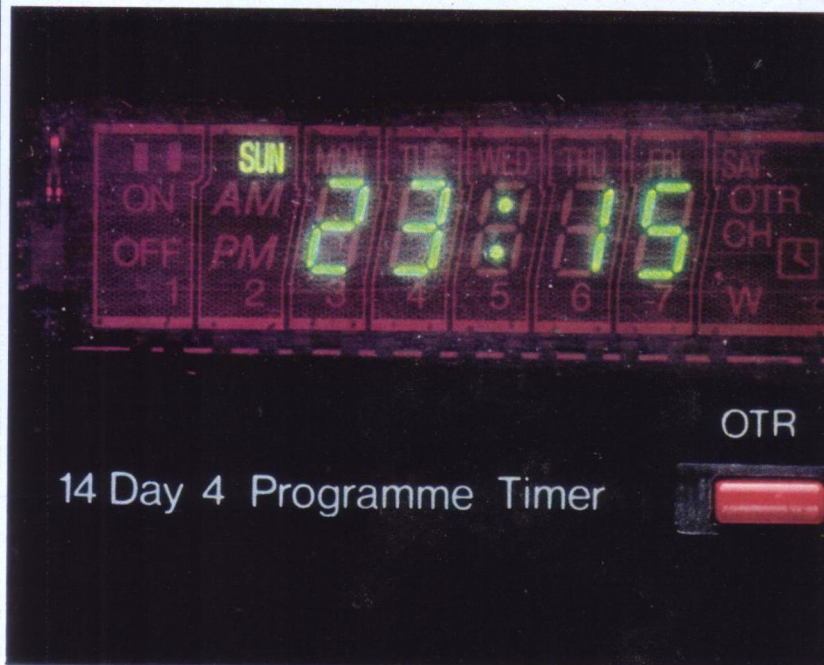 SUN MON TUE WED THU FRI SAT
ON AM 23:15 OTR
OFF PM CH
1 2 3 4 5 6 7 W
OTR
14 Day 4 Programme Timer